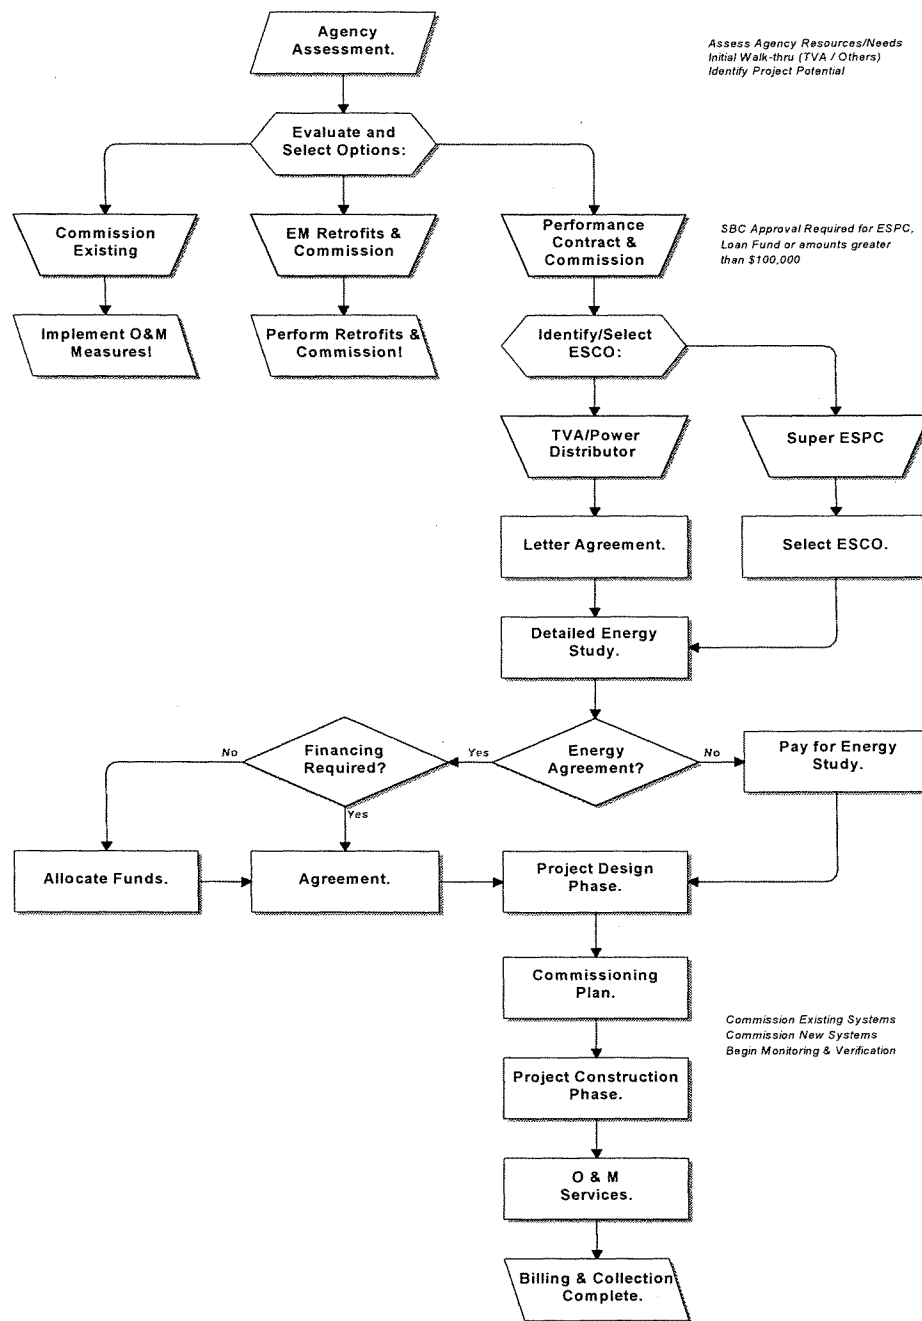 Agency
Assessment.
Assess Agency Resources/Needs
Initial Walk-thru (TVA / Others)
Identify Project Potential
Evaluate and
Select Options:
Commission
Existing
EM Retrofits &
Commission
Performance
Contract &
Commission
SBC Approval Required for ESPC,
Loan Fund or amounts greater
than $100,000
Implement O&M
Measures!
Perform Retrofits &
Commission!
Identify/Select
ESCO:
TVA/Power
Distributor
Super ESPC
Letter Agreement.
Select ESCO.
Detailed Energy
Study.
No
Financing
Required?
Yes
Energy
Agreement?
No
Pay for Energy
Study.
Yes
Allocate Funds.
Agreement.
Project Design
Phase.
Commissioning
Plan.
Commission Existing Systems
Commission New Systems
Begin Monitoring & Verification
Project Construction
Phase.
O & M
Services.
Billing & Collection
Complete.